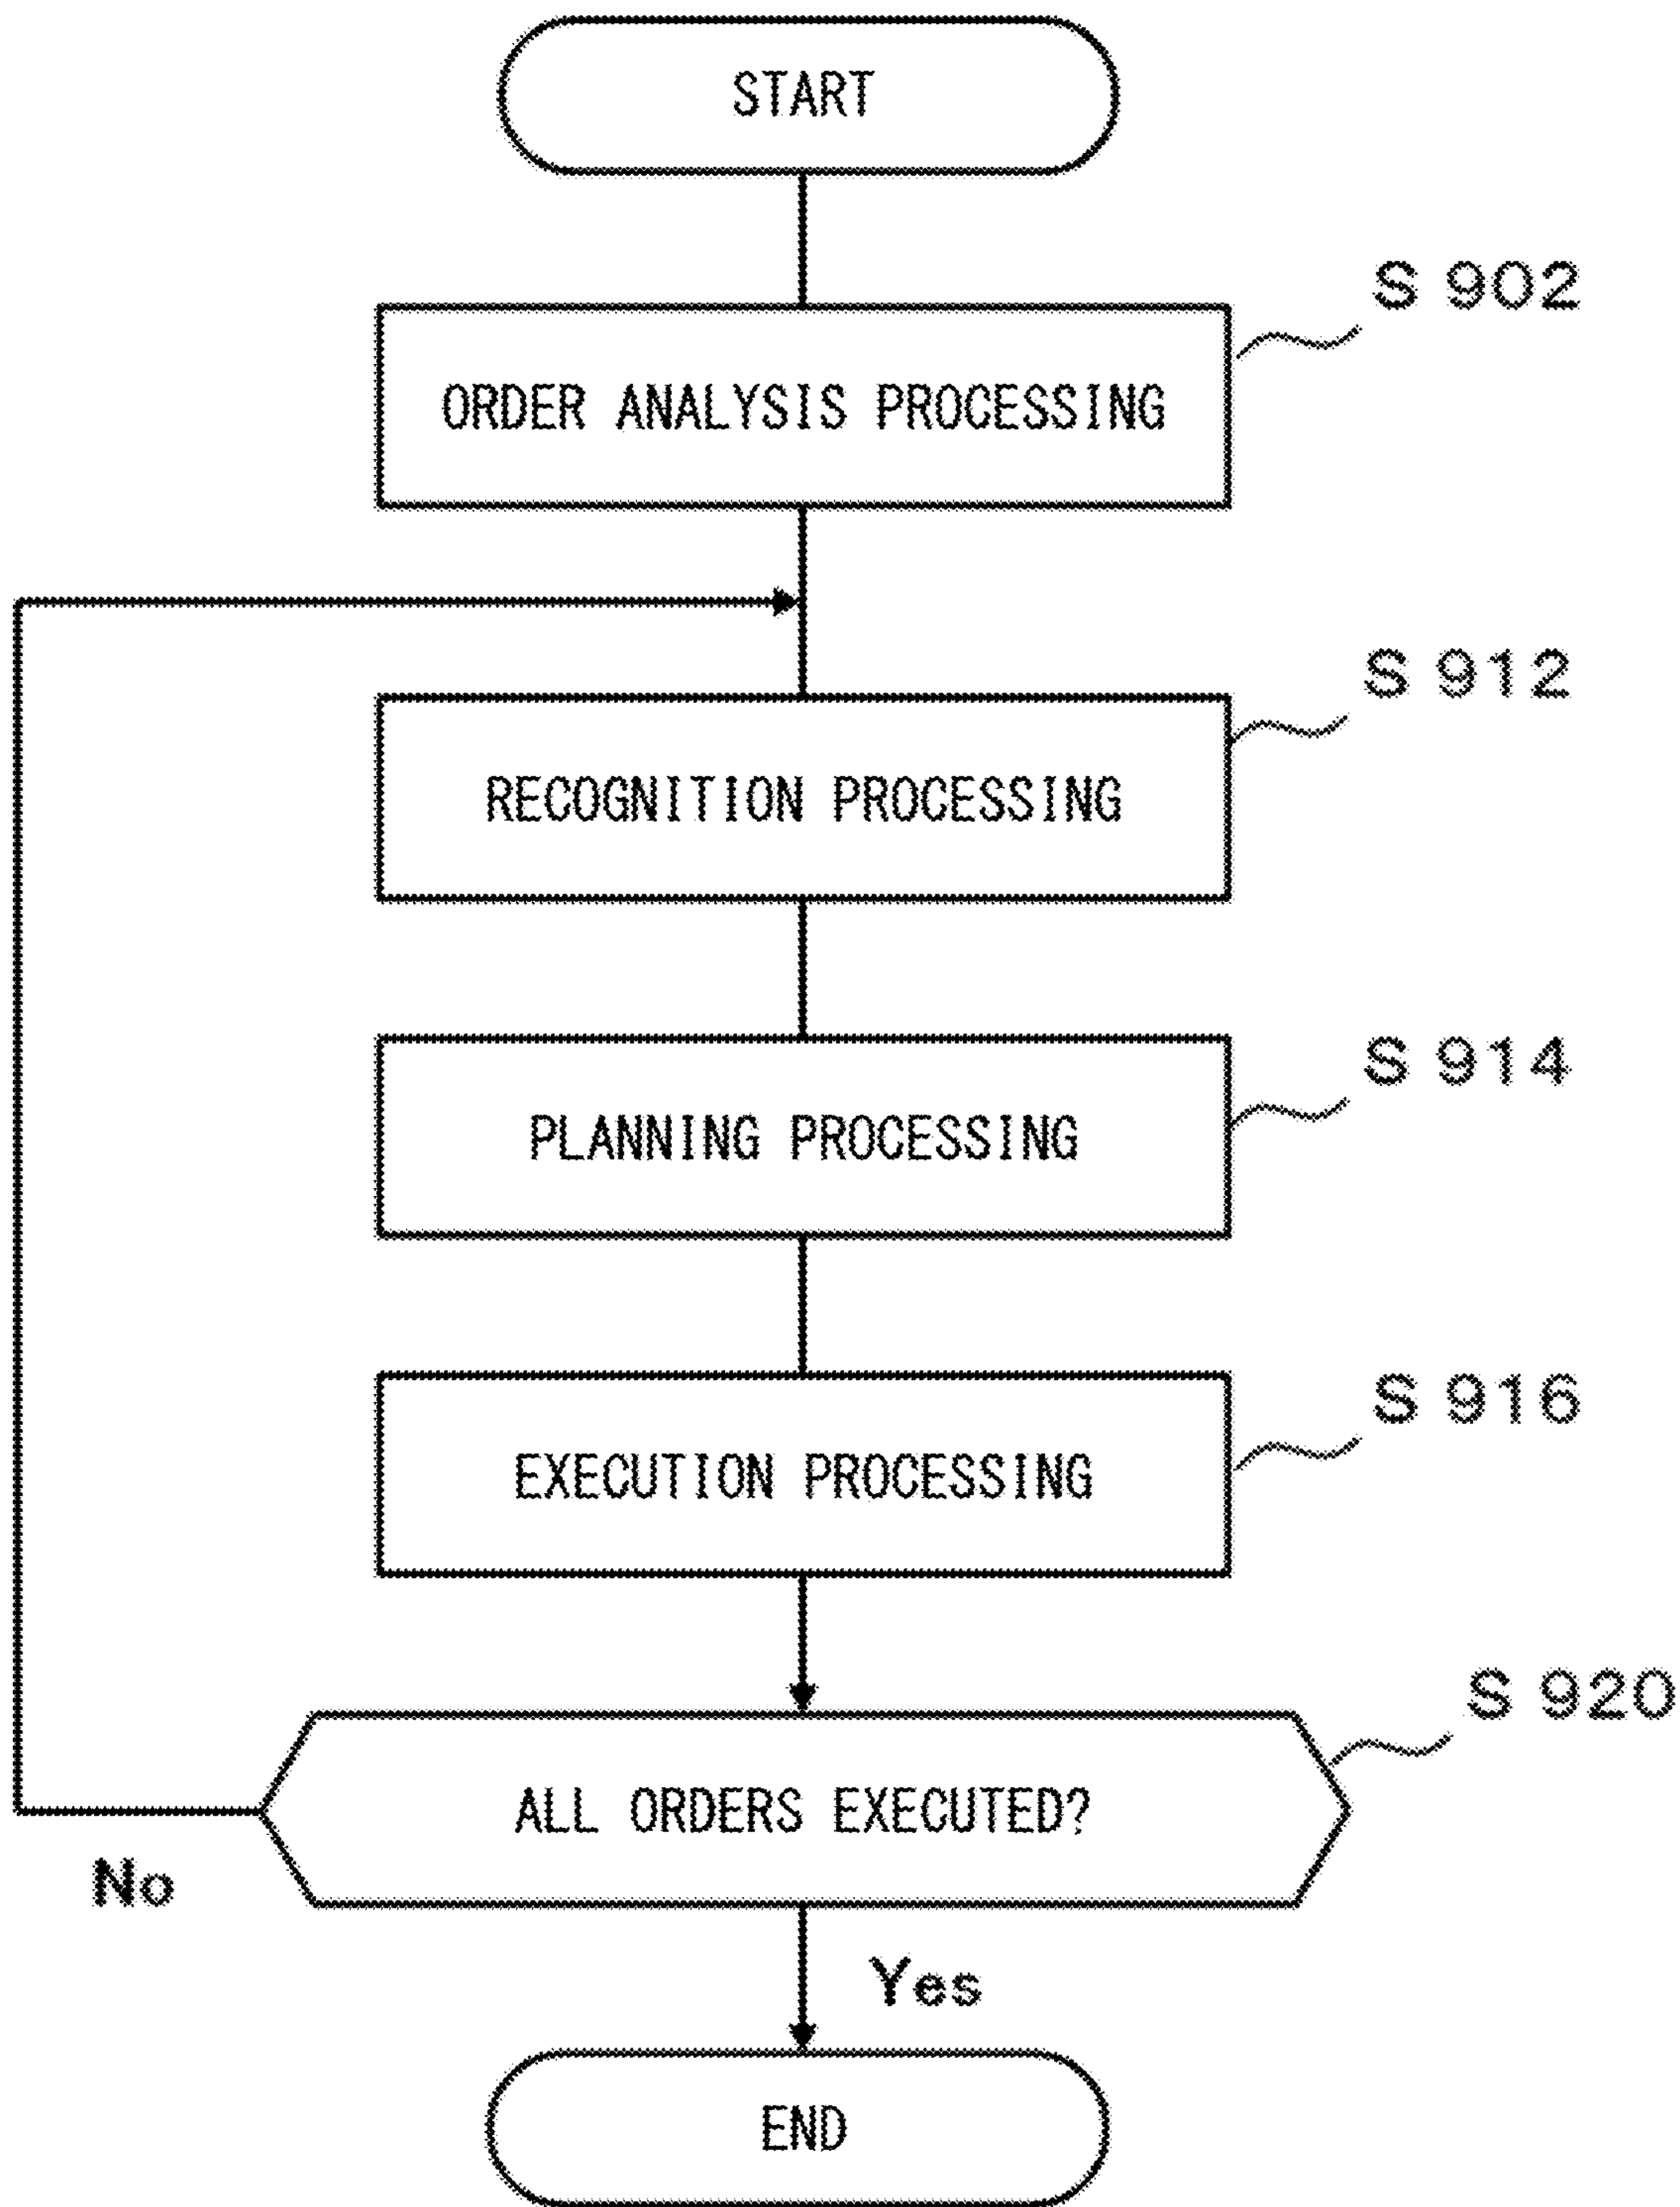 START
S 902
ORDER ANALYSIS PROCESSING
S 912
RECOGNITION PROCESSING
S 914
PLANNING PROCESSING
S 916
EXECUTION PROCESSING
S 920
ALL ORDERS EXECUTED?
No
Yes
END